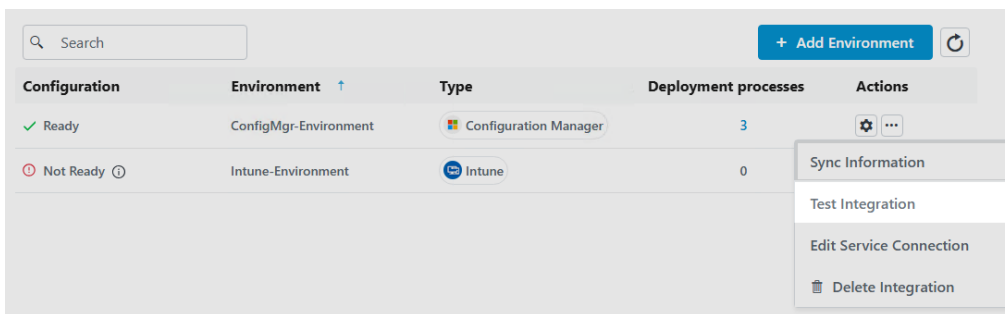 Search
+ Add Environment
Configuration Environment ↑ Type Deployment processes Actions
Ready ConfigMgr-Environment Configuration Manager 3
Not Ready Intune-Environment Intune 0
Sync Information
Test Integration
Edit Service Connection
Delete Integration